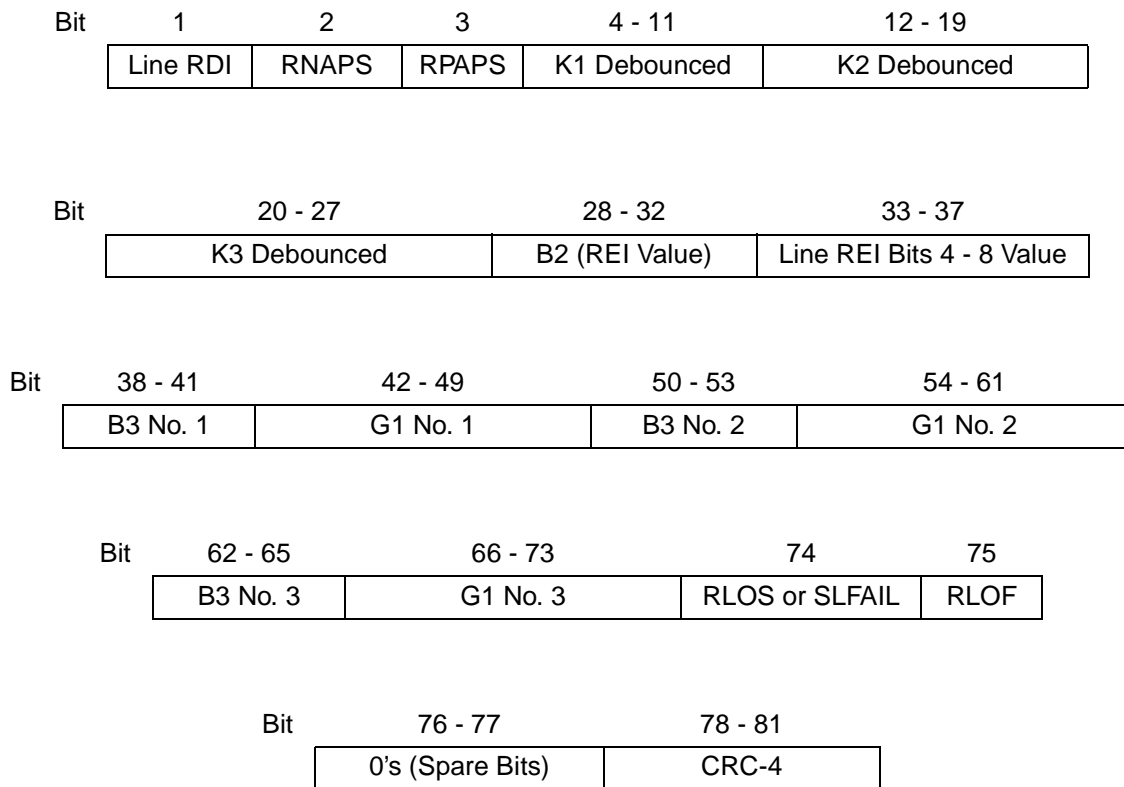 Bit 1 2 3 4 - 11 12 - 19
Line RDI RNAPS RPAPS K1 Debounced K2 Debounced
Bit 20 - 27 28 - 32 33 - 37
K3 Debounced B2 (REI Value) Line REI Bits 4 - 8 Value
Bit 38 - 41 42 - 49 50 - 53 54 - 61
B3 No. 1 G1 No. 1 B3 No. 2 G1 No. 2
Bit 62 - 65 66 - 73 74 75
B3 No. 3 G1 No. 3 RLOS or SLFAIL RLOF
Bit 76 - 77 78 - 81
0's (Spare Bits) CRC-4